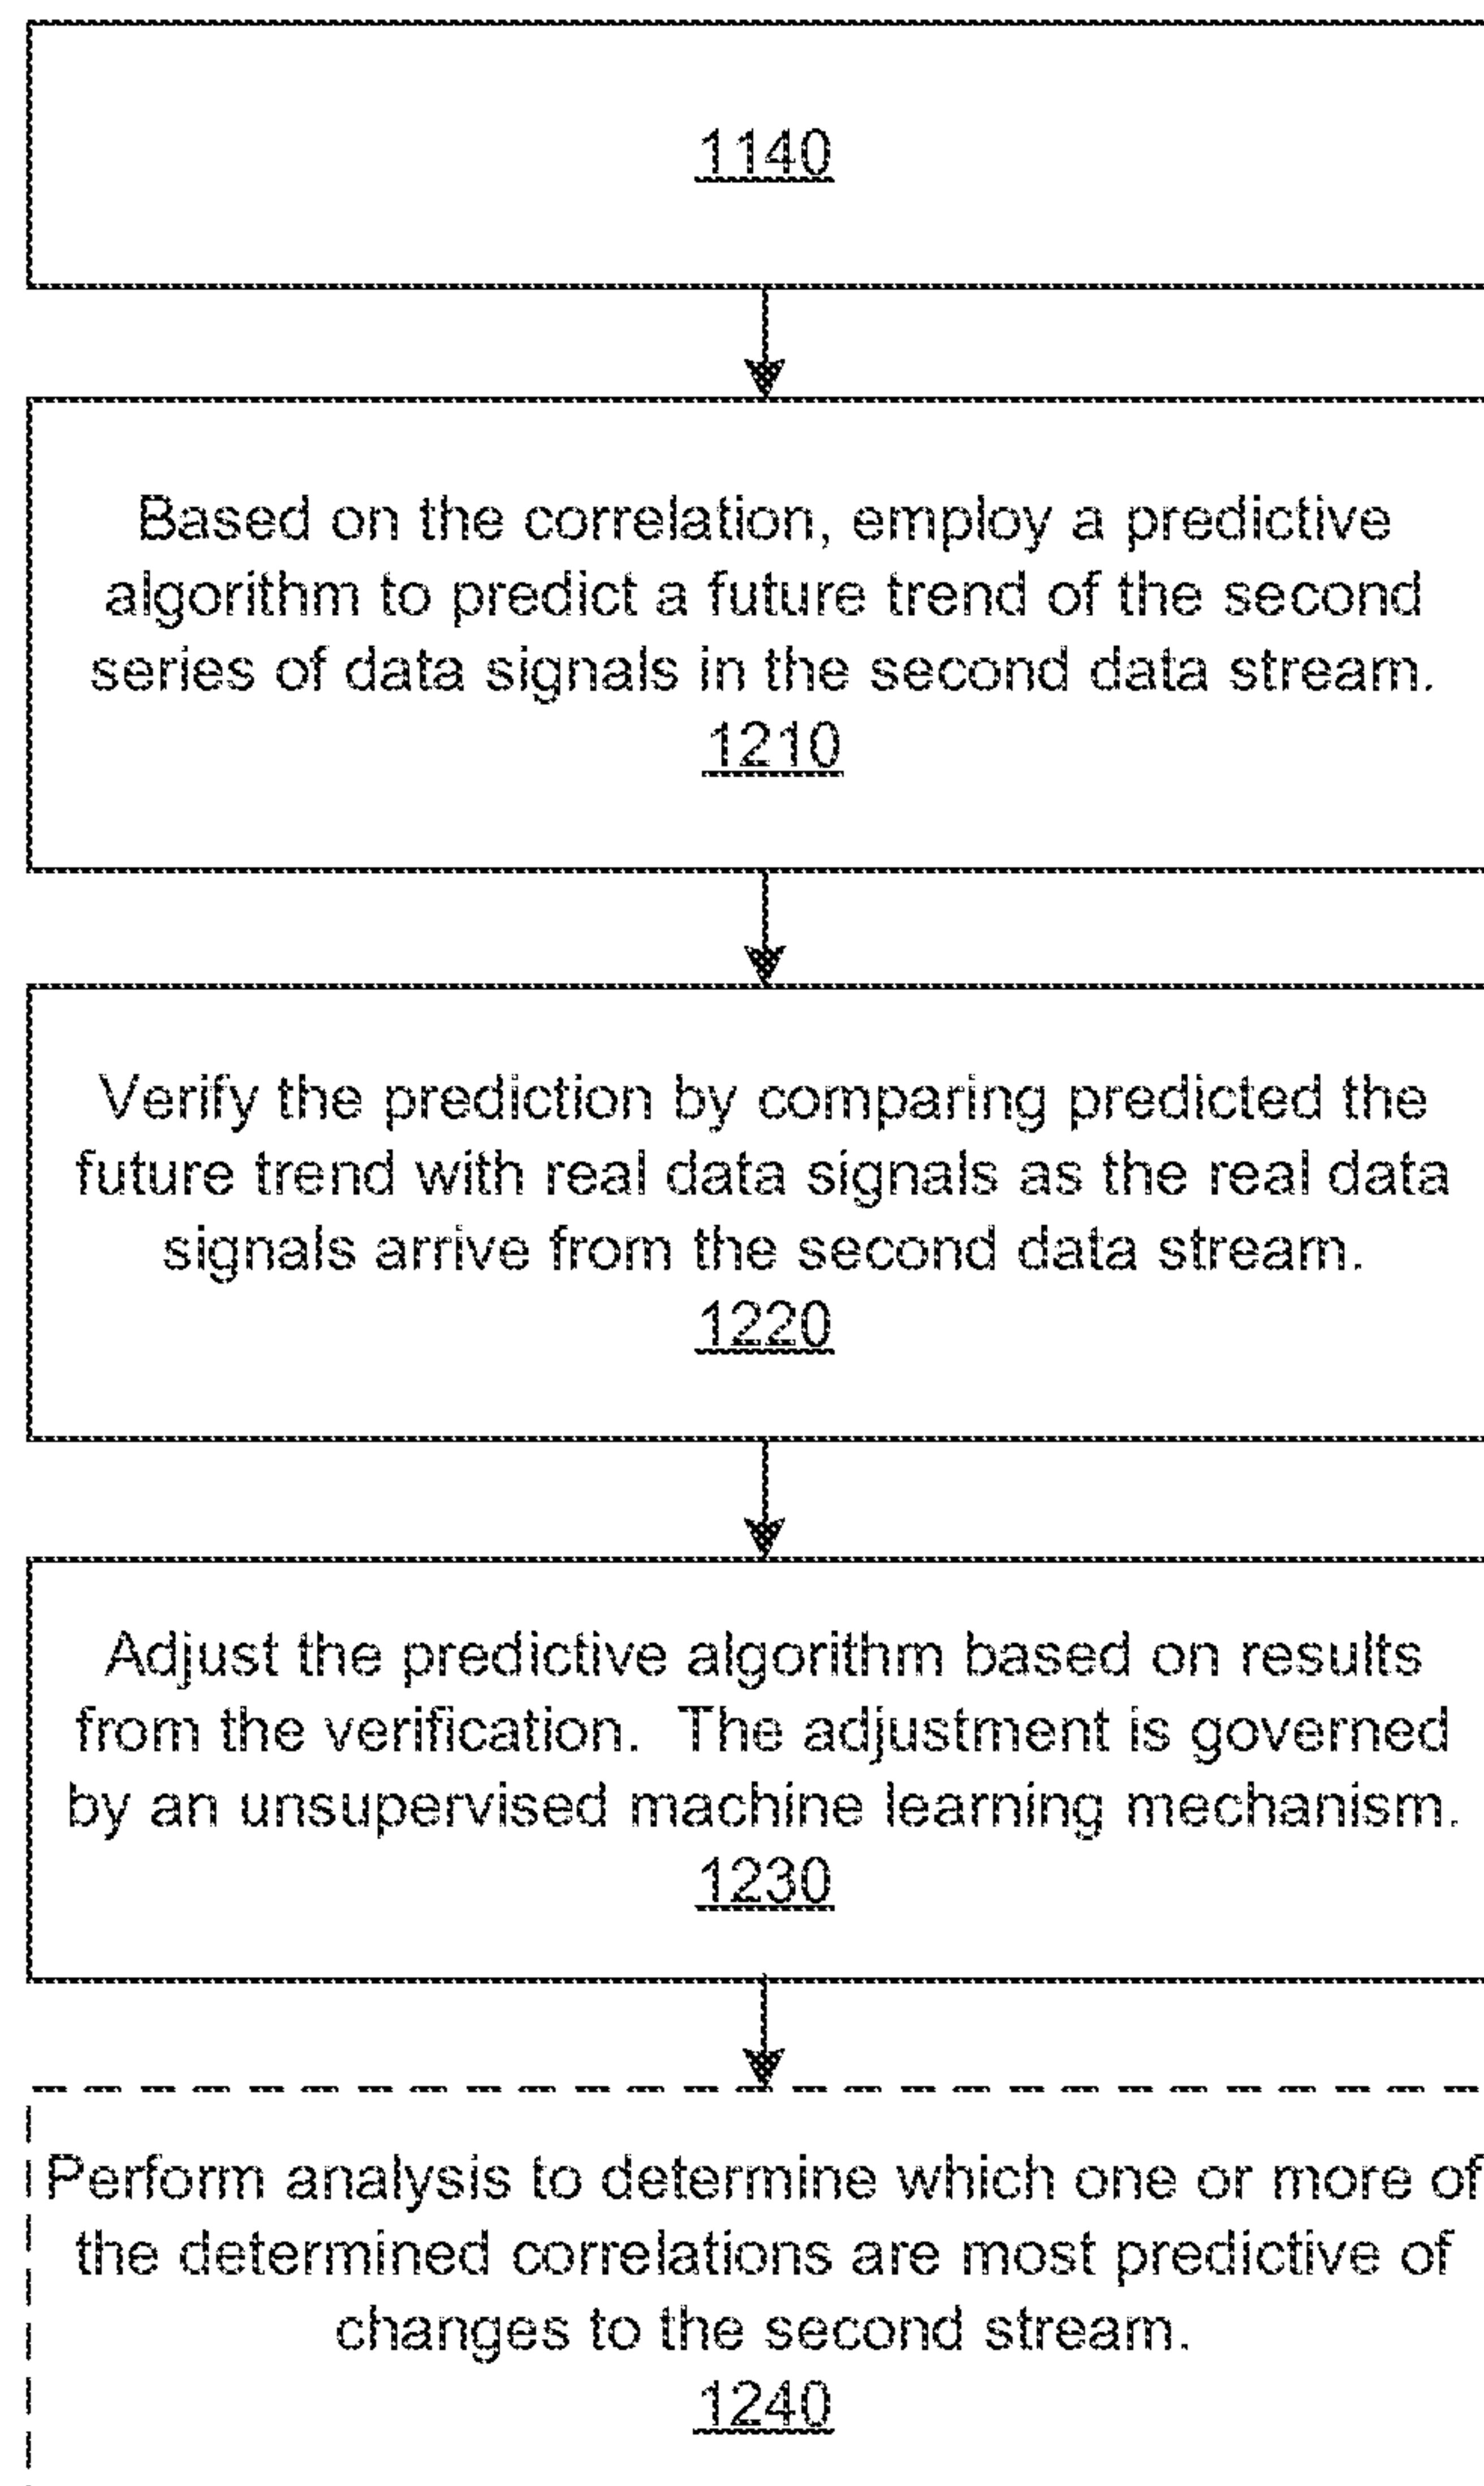 1140
Based on the correlation, employ a predictive
algorithm to predict a future trend of the second
series of data signals in the second data stream.
1210
Verify the prediction by comparing predicted the
future trend with real data signals as the real data
signals arrive from the second data stream.
1220
Adjust the predictive algorithm based on results
from the verification.  The adjustment is governed
by an unsupervised machine learning mechanism.
1230
Perform analysis to determine which one or more of
the determined correlations are most predictive of
changes to the second stream.
1240